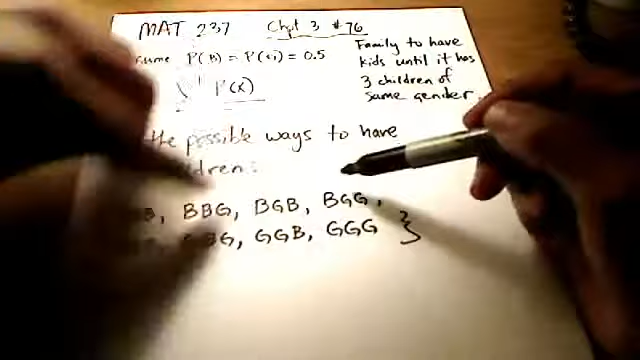 MAT 237 Chpt 3 #76
Family to have
kids until it has
3 children of
same gender
P(B) = P(G) = 0.5
P(X)
the possible ways to have
BBG, BGB, BGG,
GGB, GGG }